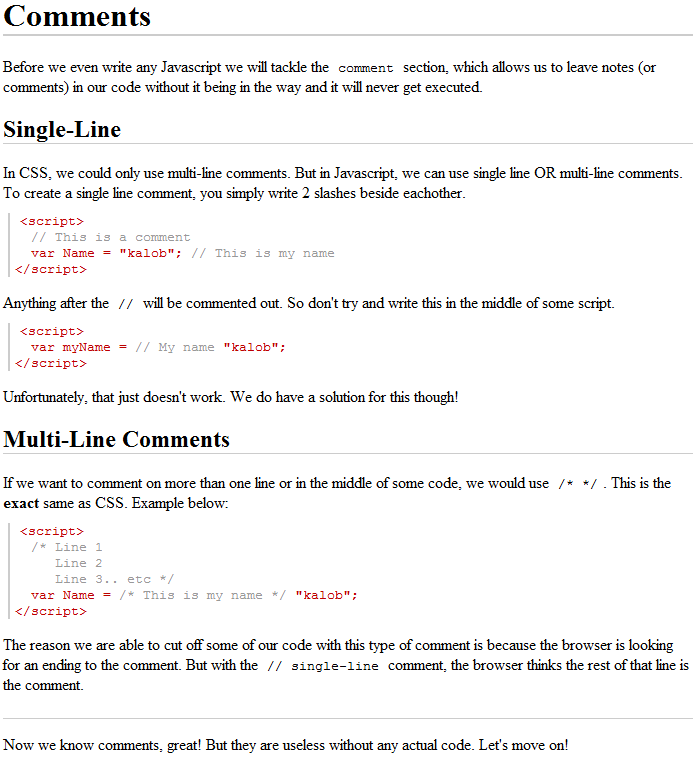 Comments
Before we even write any Javascript we will tackle the comment section, which allows us to leave notes (or
comments) in our code without it being in the way and it will never get executed.
Single-Line
In CSS, we could only use multi-line comments. But in Javascript, we can use single line OR multi-line comments.
To create a single line comment, you simply write 2 slashes beside eachother.
<script>
// This is a comment
var Name = "kalob"; // This is my name
</script>
Anything after the // will be commented out. So don't try and write this in the middle of some script.
<script>
var myName = // My name "kalob";
</script>
Unfortunately, that just doesn't work. We do have a solution for this though!
Multi-Line Comments
If we want to comment on more than one line or in the middle of some code, we would use /* */ . This is the
exact same as CSS. Example below:
<script>
/* Line 1
Line 2
Line 3.. etc */
var Name = /* This is my name */ "kalob";
</script>
The reason we are able to cut off some of our code with this type of comment is because the browser is looking
for an ending to the comment. But with the // single-line comment, the browser thinks the rest of that line is
the comment.
Now we know comments, great! But they are useless without any actual code. Let's move on!